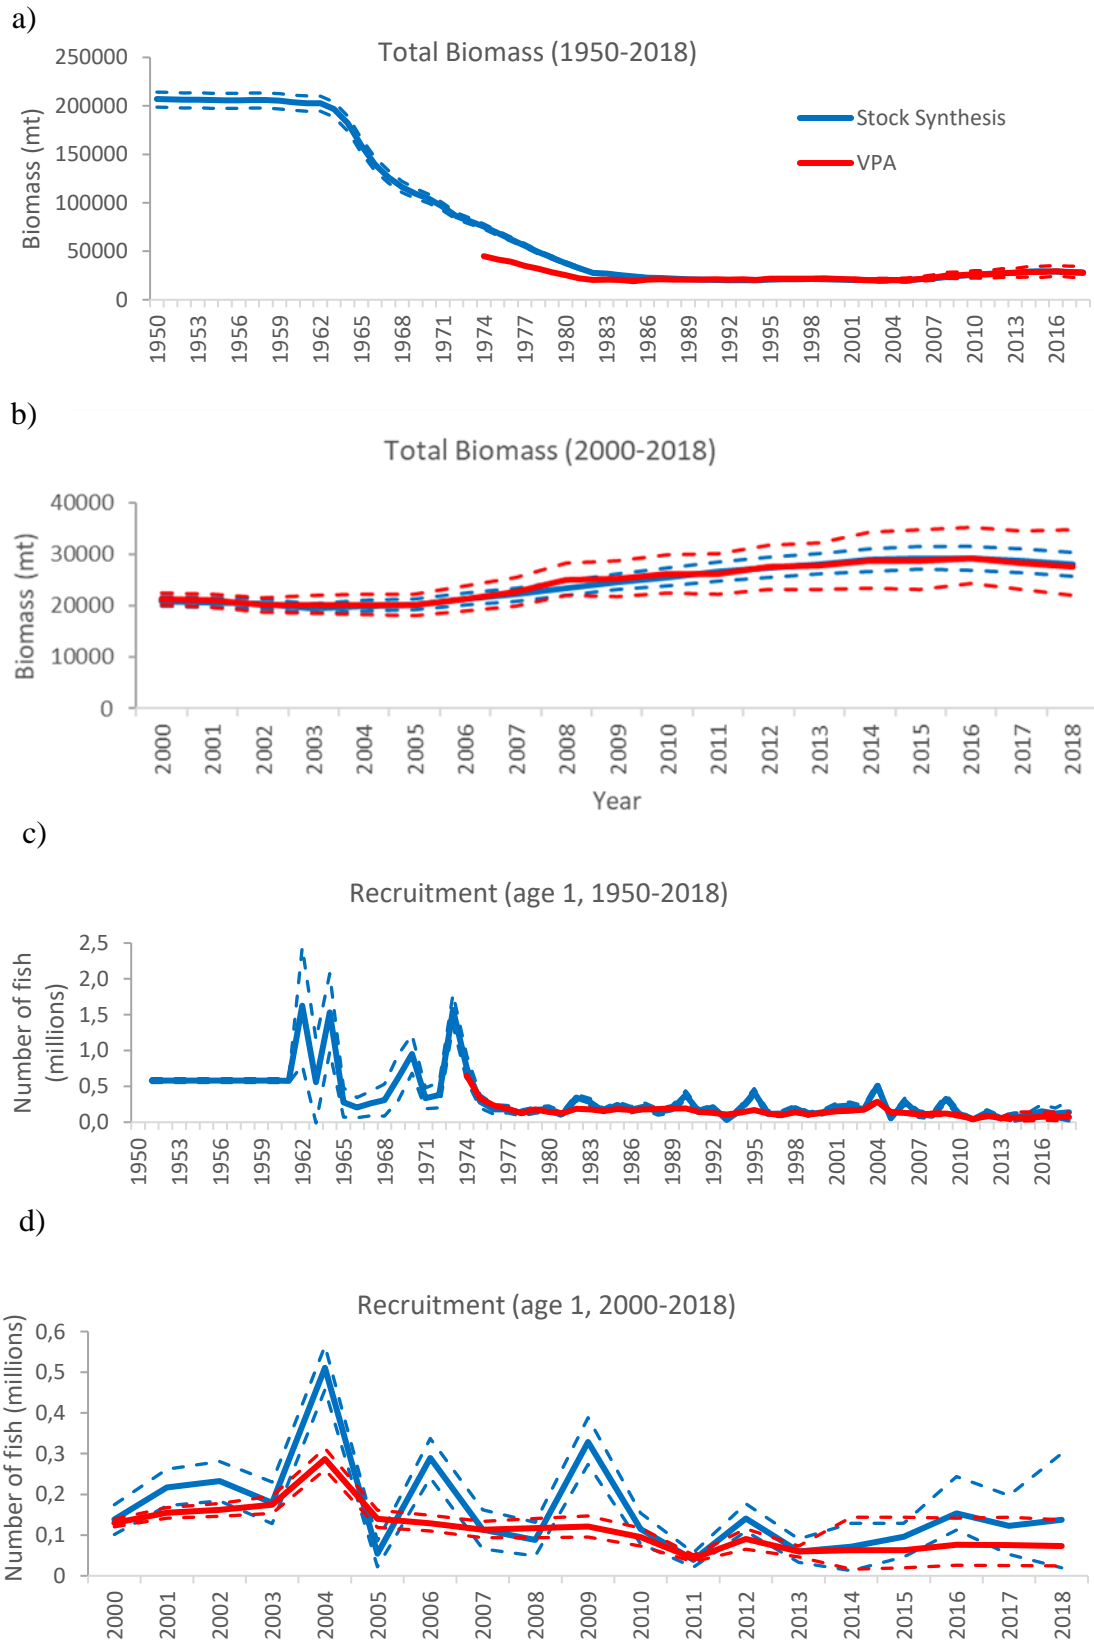 a)
Total Biomass (1950-2018)
250000
200000
150000
100000
50000
0
Biomass (mt)
Stock Synthesis
VPA
1950 1953 1956 1959 1962 1965 1968 1971 1974 1977 1980 1983 1986 1989 1992 1995 1998 2001 2004 2007 2010 2013 2016
b)
Total Biomass (2000-2018)
40000
30000
20000
10000
0
Biomass (mt)
2000 2001 2002 2003 2004 2005 2006 2007 2008 2009 2010 2011 2012 2013 2014 2015 2016 2017 2018
Year
c)
Recruitment (age 1, 1950-2018)
2,5
2,0
1,5
1,0
0,5
0,0
Number of fish
(millions)
1950 1953 1956 1959 1962 1965 1968 1971 1974 1977 1980 1983 1986 1989 1992 1995 1998 2001 2004 2007 2010 2013 2016
d)
Recruitment (age 1, 2000-2018)
0,6
0,5
0,4
0,3
0,2
0,1
0
Number of fish (millions)
2000 2001 2002 2003 2004 2005 2006 2007 2008 2009 2010 2011 2012 2013 2014 2015 2016 2017 2018